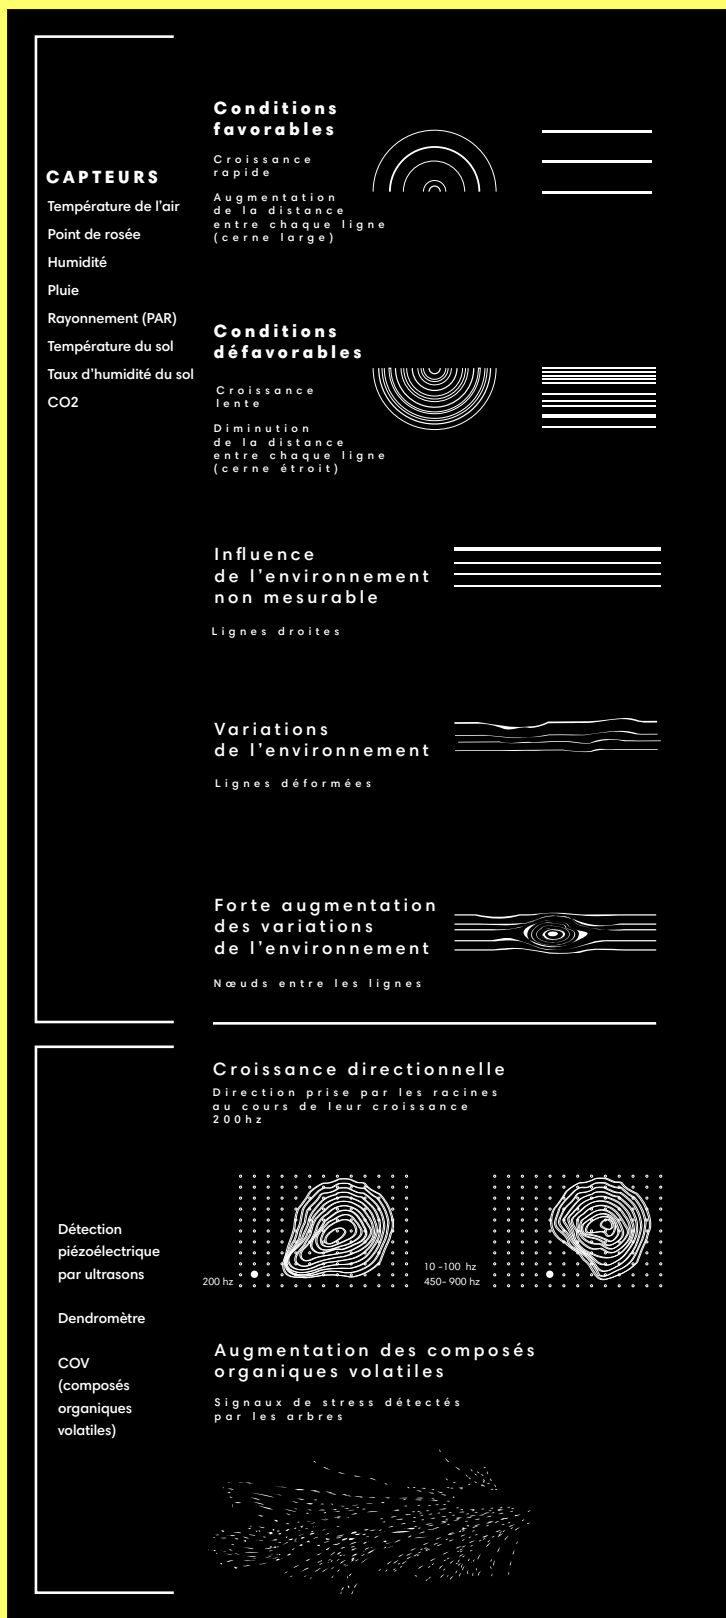 CAPTEURS
Température de l'air
Point de rosée
Humidité
Pluie
Rayonnement (PAR)
Température du sol
Taux d'humidité du sol
CO2
Conditions
favorables
Croissance
rapide
Augmentation
de la distance
entre chaque ligne
(cerne large)
Conditions
défavorables
Croissance
lente
Diminution
de la distance
entre chaque ligne
(cerne étroit)
Influence
de l'environnement
non mesurable
Lignes droites
Variations
de l'environnement
Lignes déformées
Forte augmentation
des variations
de l'environnement
Nœuds entre les lignes
Détection
piézoélectrique
par ultrasons
Dendromètre
COV
(composés
organiques
volatiles)
Croissance directionnelle
Direction prise par les racines
au cours de leur croissance
200hz
200 hz
10 -100 hz
450- 900 hz
Augmentation des composés
organiques volatiles
Signaux de stress détectés
par les arbres